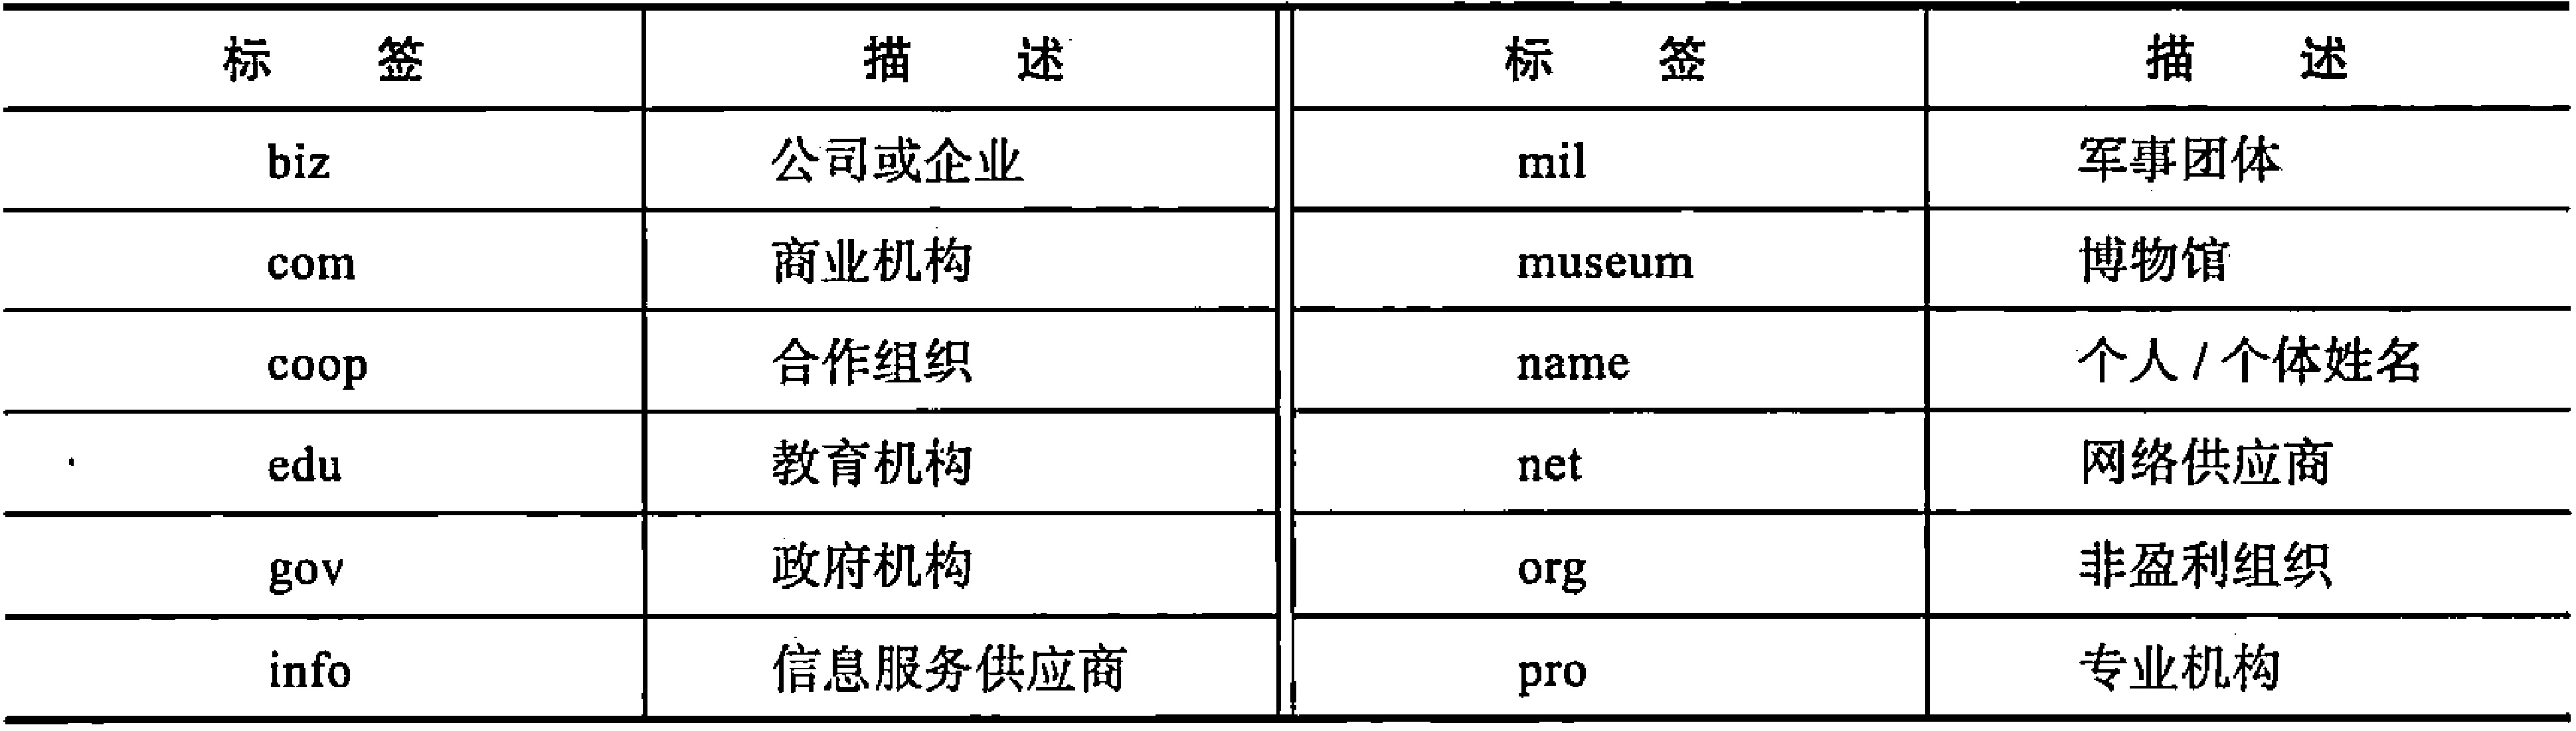 标 签 描 述 标 签 描 述
biz 公司或企业 mil 军事团体
com 商业机构 museum 博物馆
coop 合作组织 name 个人/个体姓名
edu 教育机构 net 网络供应商
gov 政府机构 org 非盈利组织
info 信息服务供应商 pro 专业机构